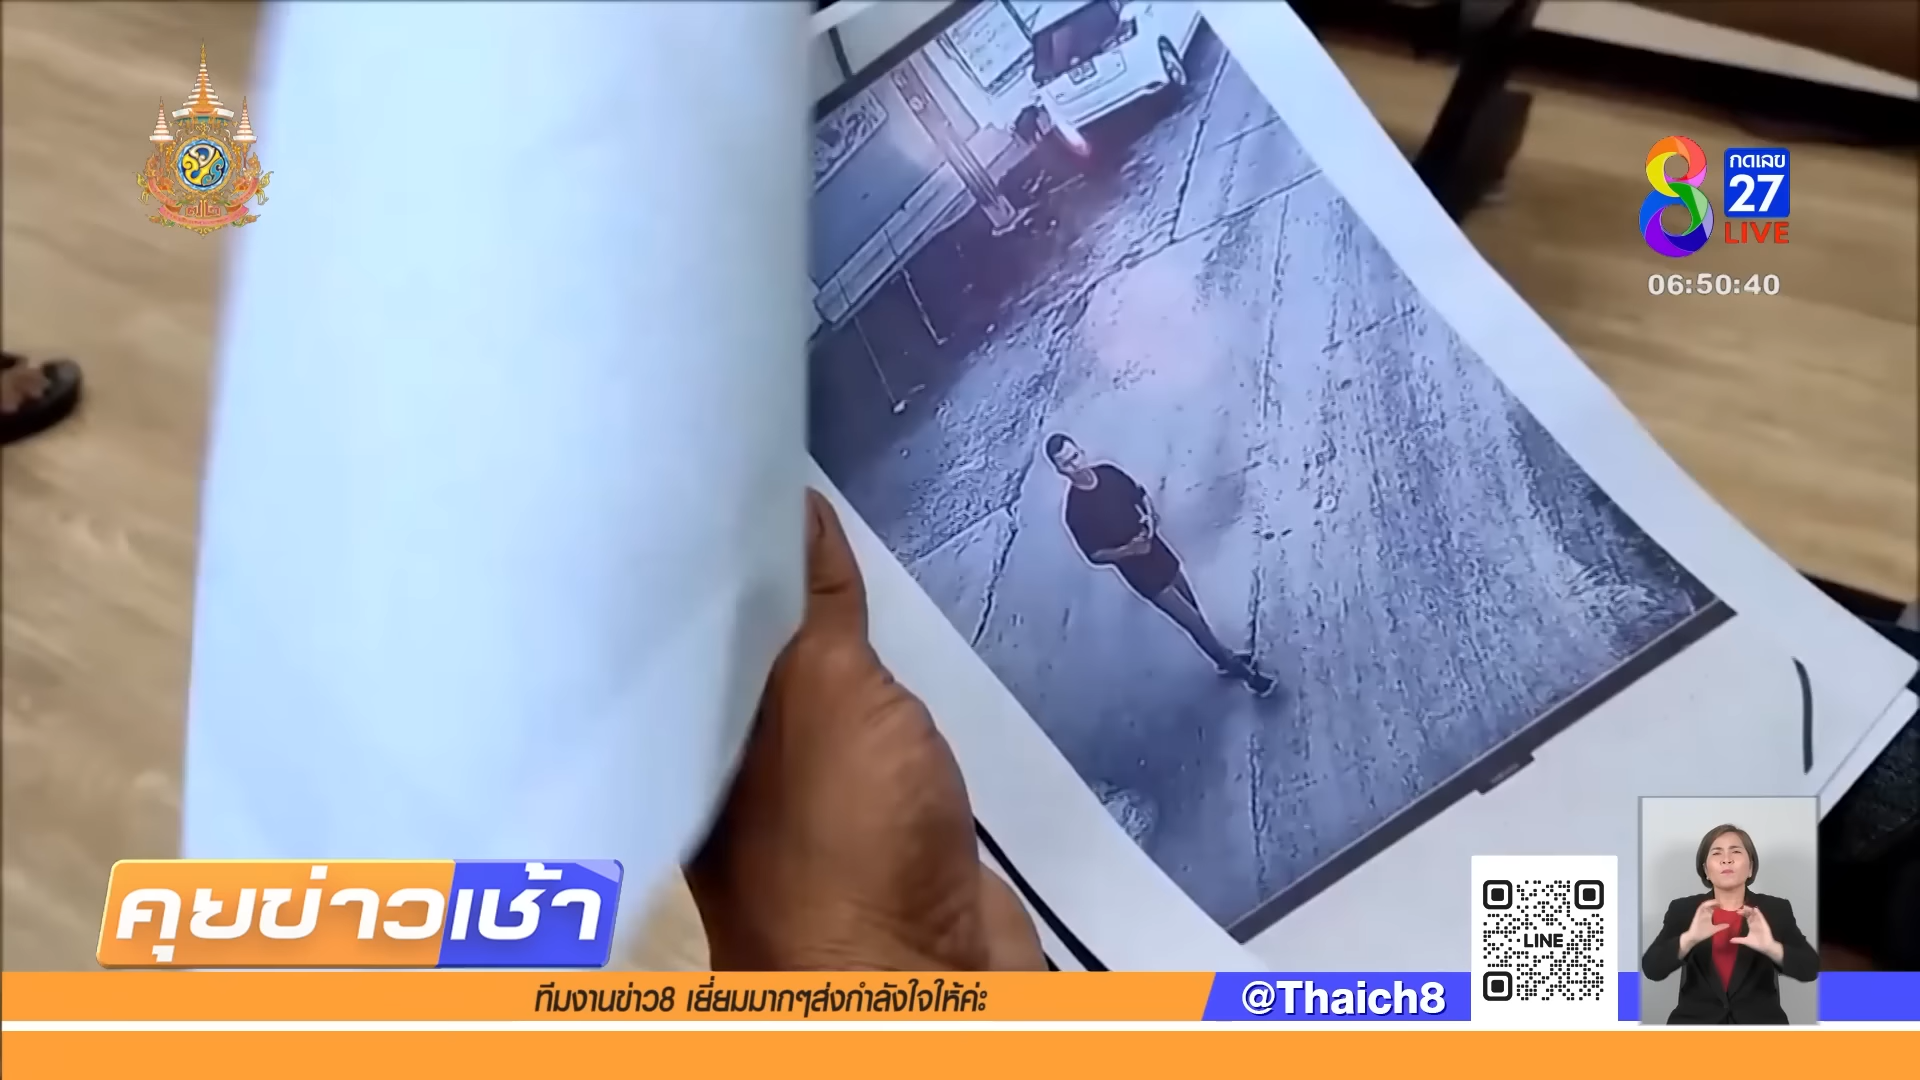 กดเลข
27
LIVE
06:50:40
คุยข่าวเช้า
LINE
ทีมงานข่าว8 เยี่ยมมากๆส่งกำลังใจให้ค่ะ
@Thaich8